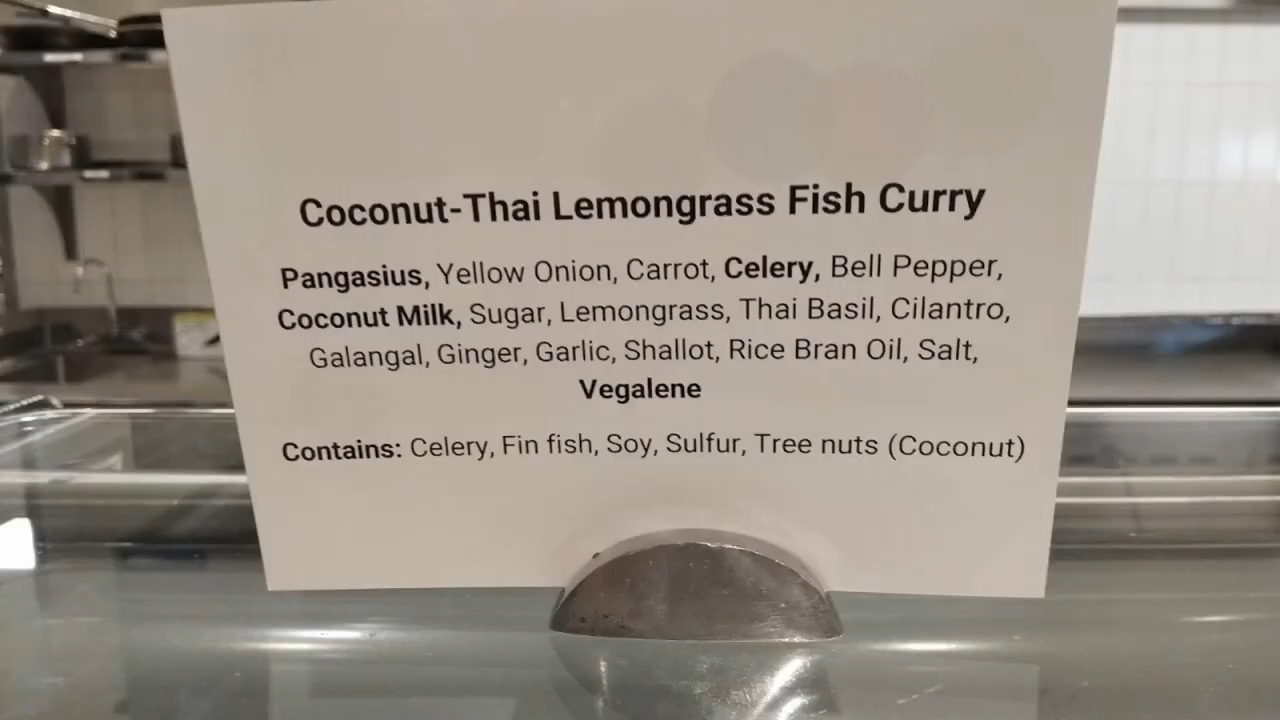 Coconut-Thai Lemongrass Fish Curry
Pangasius, Yellow Onion, Carrot, Celery, Bell Pepper,
Coconut Milk, Sugar, Lemongrass, Thai Basil, Cilantro,
Galangal, Ginger, Garlic, Shallot, Rice Bran Oil, Salt,
Vegalene
Contains: Celery, Fin fish, Soy, Sulfur, Tree nuts (Coconut)